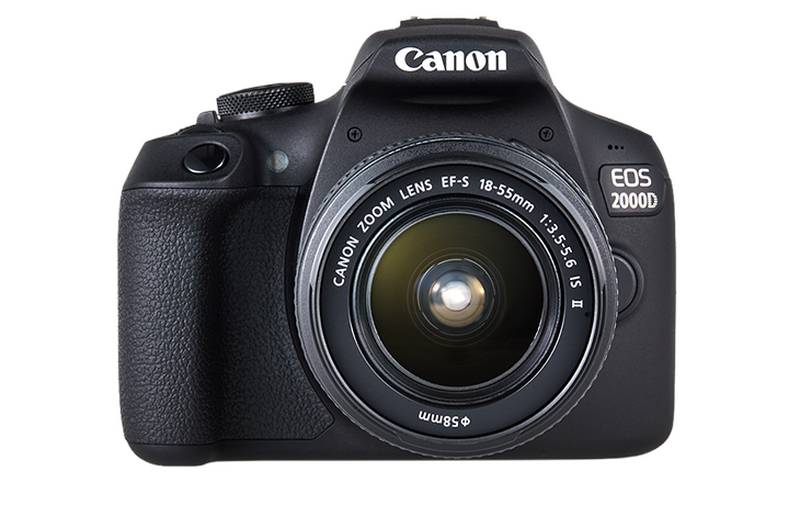 Canon
EOS
2000D
CANON ZOOM LENS EF-S 18-55mm 1:3.5-5.6 IS II
Φ58mm